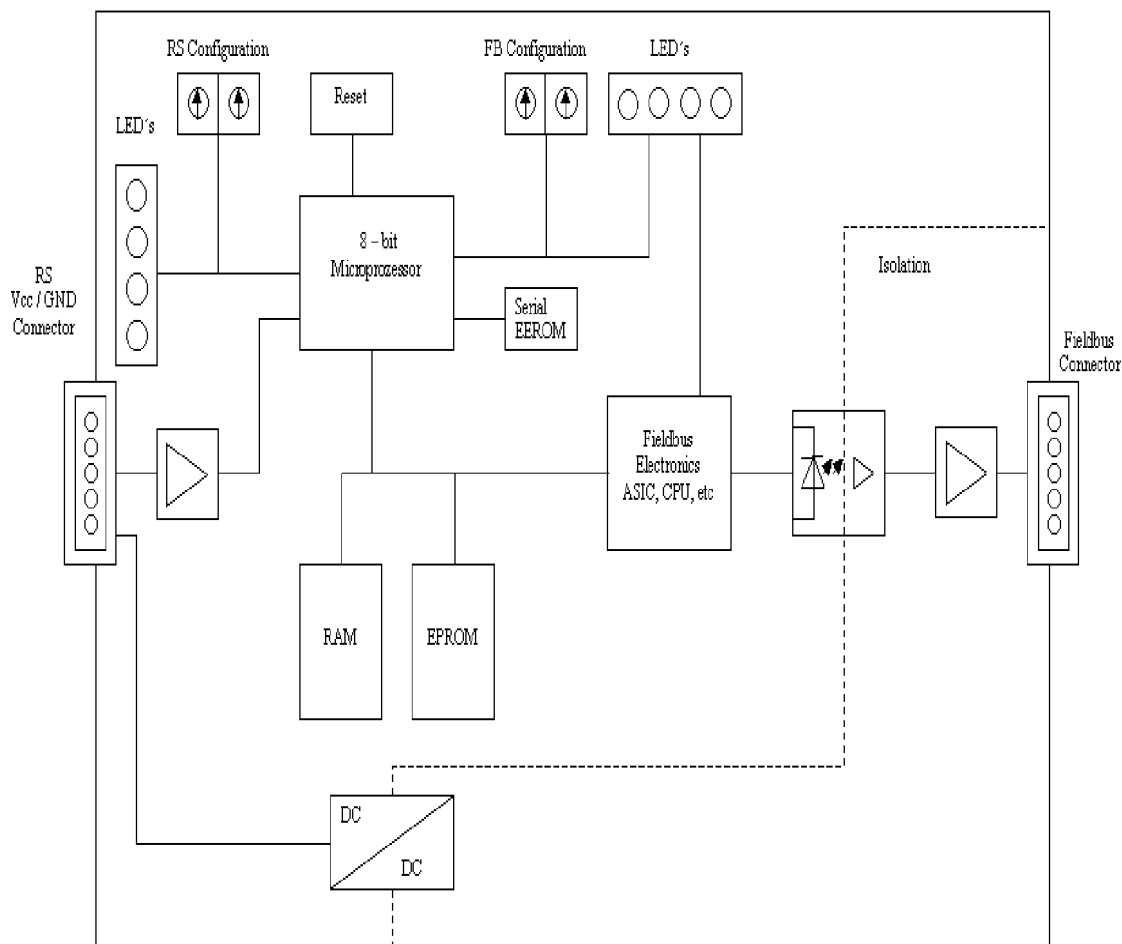 RS Configuration
FB Configuration
LED´s
Reset
LED´s
8 – bit
Microprozessor
Isolation
RS
Vcc / GND
Connector
Serial
EEROM
Fieldbus
Connector
Fieldbus
Electronics
ASIC, CPU, etc
RAM
EPROM
DC
DC